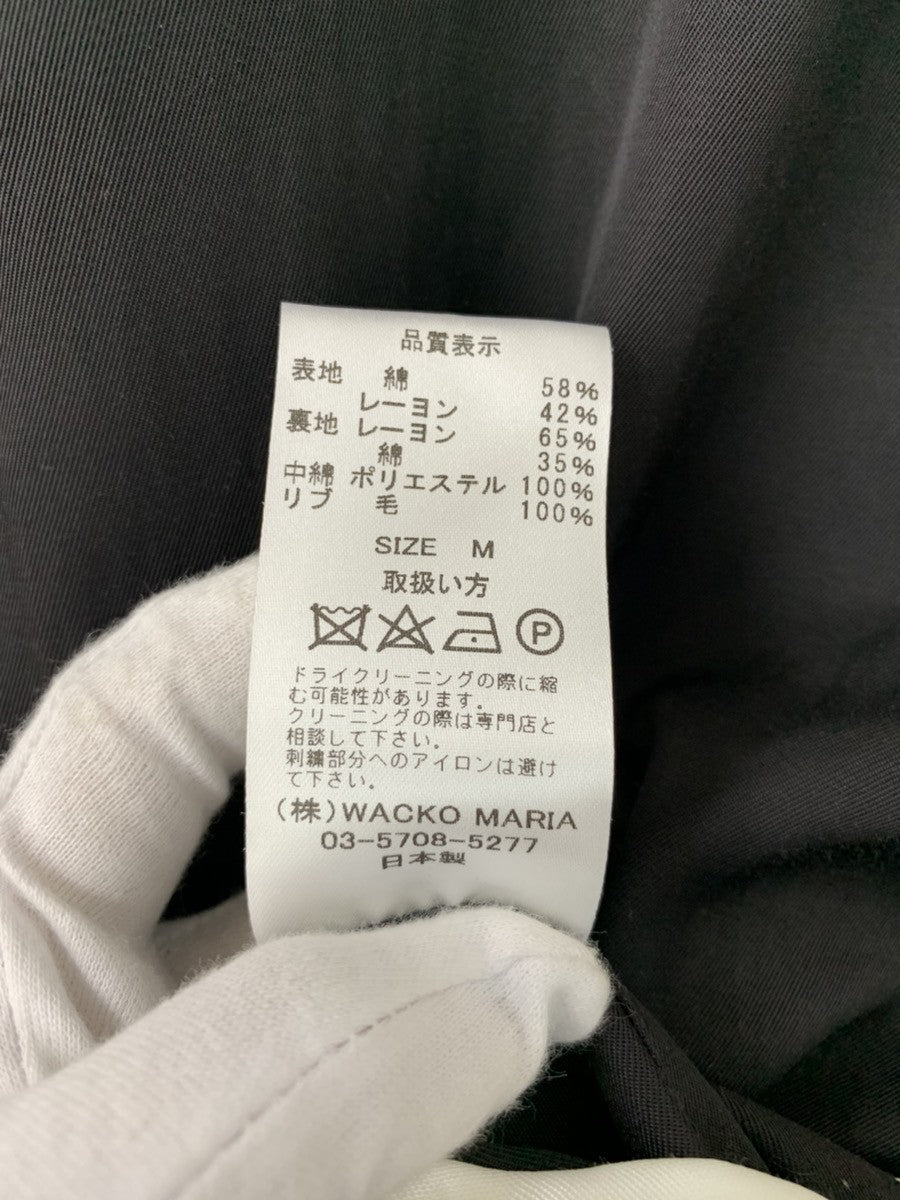 品質表示
表地 綿 58%
レーヨン 42%
裏地 レーヨン 65%
綿 35%
中綿 ポリエステル 100%
リブ 毛 100%
SIZE M
取扱い方
P
ドライクリーニングの際に縮
む可能性があります。
クリーニングの際は専門店と
相談して下さい。
刺繍部分へのアイロンは避け
て下さい。
(株)WACKO MARIA
03-5708-5277
日本製